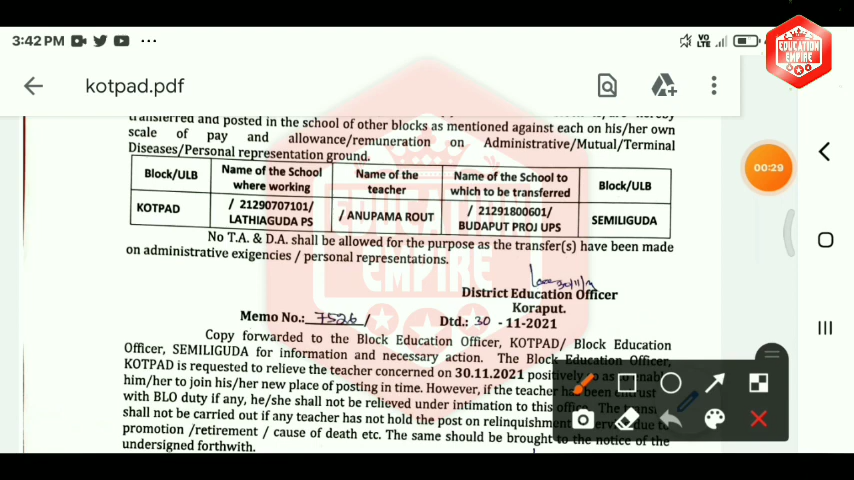 3:42 PM
VO
LTE
EDUCATION
EMPIRE
kotpad.pdf
transferred and posted in the school of other blocks as mentioned against each on his/her own
scale of pay and allowance/remuneration on Administrative/Mutual/Terminal
Diseases/Personal representation ground.
Block/ULB
Name of the School where working
Name of the teacher
Name of the School to which to be transferred
Block/ULB
KOTPAD
/ 21290707101/ LATHIAGUDA PS
/ ANUPAMA ROUT
/ 21291800601/ BUDAPUT PROJ UPS
SEMILIGUDA
00:29
No T.A. & D.A. shall be allowed for the purpose as the transfer(s) have been made
on administrative exigencies / personal representations.
EDUCATION
EMPIRE
District Education Officer
Koraput.
Memo No.: 7526 / Dtd.: 30 - 11-2021
Copy forwarded to the Block Education Officer, KOTPAD/ Block Education
Officer, SEMILIGUDA for information and necessary action. The Block Education Officer,
KOTPAD is requested to relieve the teacher concerned on 30.11.2021 positively
him/her to join his/her new place of posting in time. However, if the teacher has been
with BLO duty if any, he/she shall not be relieved under intimation to this office. The
shall not be carried out if any teacher has not hold the post on relinquishment
promotion /retirement / cause of death etc. The same should be brought to the notice of the
undersigned forthwith.